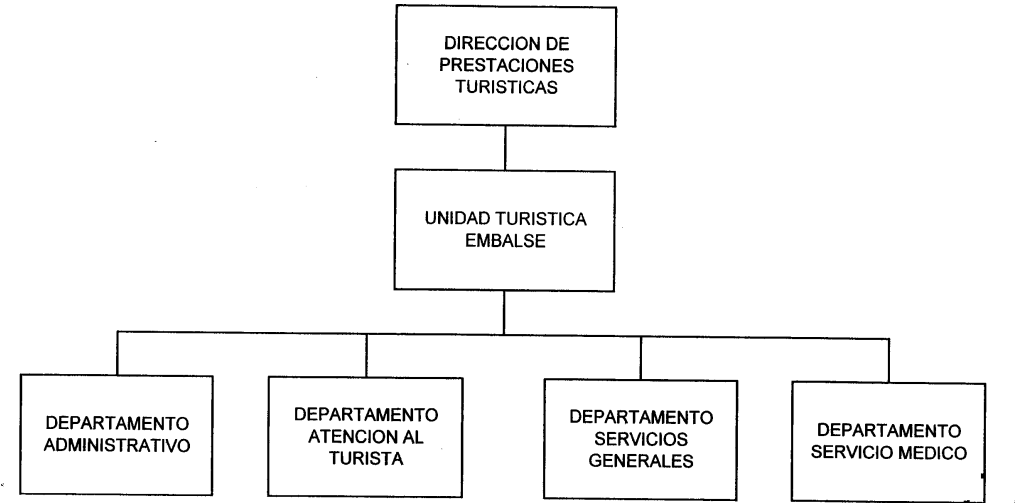 DIRECCION DE
PRESTACIONES
TURISTICAS
UNIDAD TURISTICA
EMBALSE
DEPARTAMENTO
ADMINISTRATIVO
DEPARTAMENTO
ATENCION AL
TURISTA
DEPARTAMENTO
SERVICIOS
GENERALES
DEPARTAMENTO
SERVICIO MEDICO